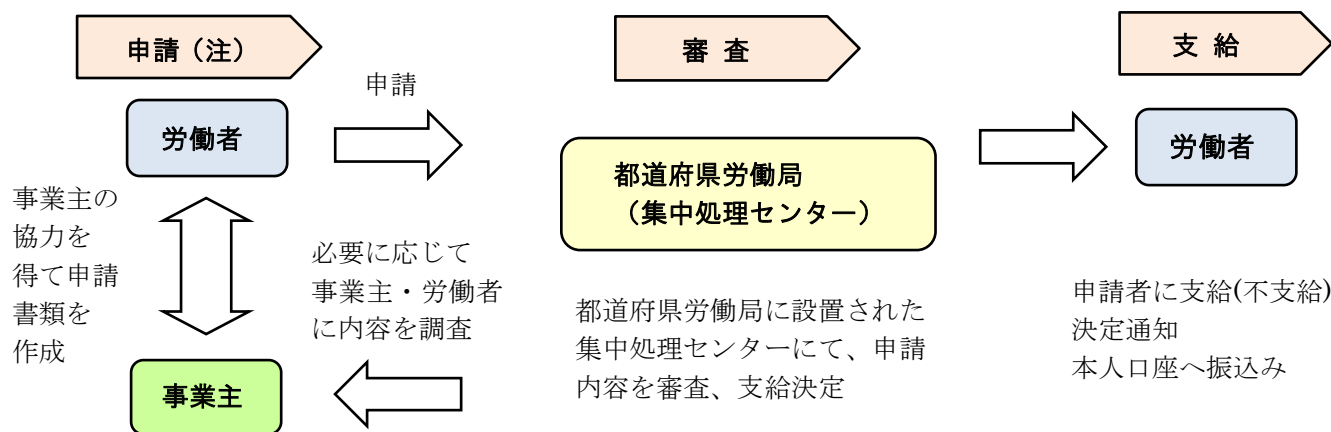 申請（注）
審 査
支 給
申請
労働者
都道府県労働局
（集中処理センター）
労働者
事業主の
協力を
得て申請
書類を
作成
必要に応じて
事業主・労働者
に内容を調査
都道府県労働局に設置された
集中処理センターにて、申請
内容を審査、支給決定
申請者に支給(不支給)
決定通知
本人口座へ振込み
事業主